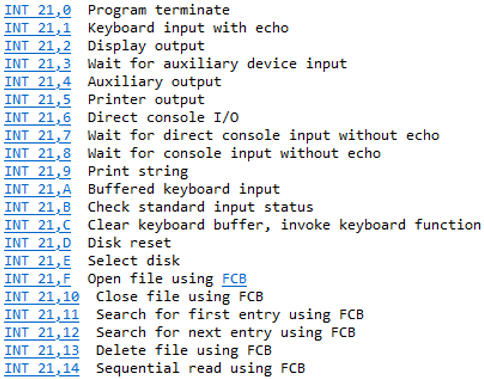 INT 21,0  Program terminate
INT 21,1  Keyboard input with echo
INT 21,2  Display output
INT 21,3  Wait for auxiliary device input
INT 21,4  Auxiliary output
INT 21,5  Printer output
INT 21,6  Direct console I/O
INT 21,7  Wait for direct console input without echo
INT 21,8  Wait for console input without echo
INT 21,9  Print string
INT 21,A  Buffered keyboard input
INT 21,B  Check standard input status
INT 21,C  Clear keyboard buffer, invoke keyboard function
INT 21,D  Disk reset
INT 21,E  Select disk
INT 21,F  Open file using FCB
INT 21,10  Close file using FCB
INT 21,11  Search for first entry using FCB
INT 21,12  Search for next entry using FCB
INT 21,13  Delete file using FCB
INT 21,14  Sequential read using FCB